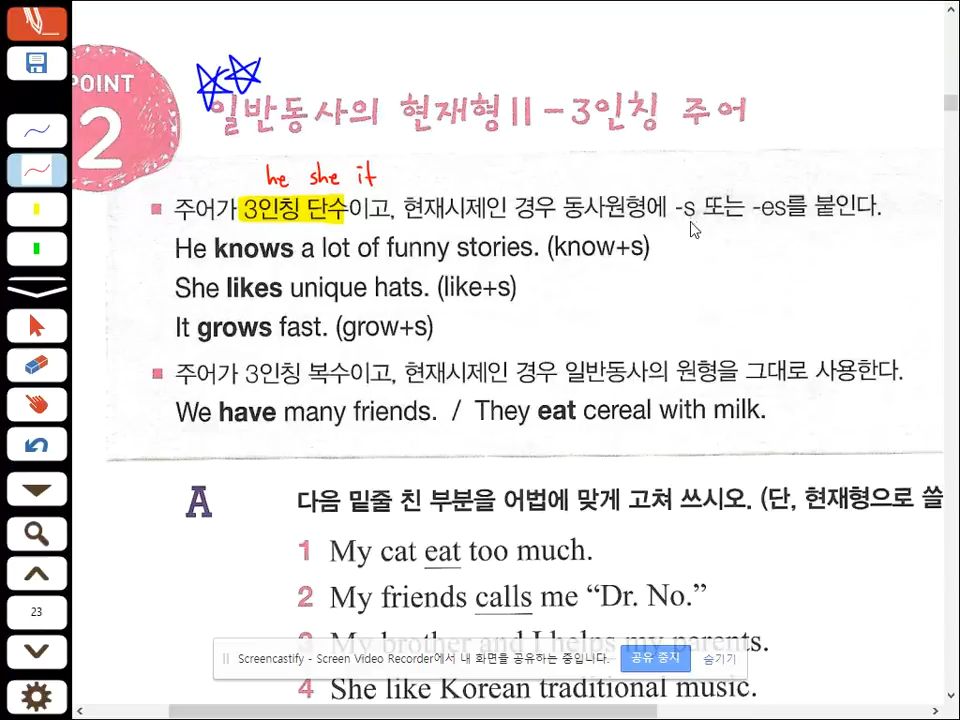 POINT
2
일반동사의 현재형 II - 3인칭 주어
he she it
주어가 3인칭 단수이고, 현재시제인 경우 동사원형에 -s 또는 -es를 붙인다.
He knows a lot of funny stories. (know+s)
She likes unique hats. (like+s)
It grows fast. (grow+s)
주어가 3인칭 복수이고, 현재시제인 경우 일반동사의 원형을 그대로 사용한다.
We have many friends. / They eat cereal with milk.
A 다음 밑줄 친 부분을 어법에 맞게 고쳐 쓰시오. (단, 현재형으로 쓸
1 My cat eat too much.
2 My friends calls me “Dr. No.”
3 My brother and I helps my parents.
Screencastify - Screen Video Recorder에서 내 화면을 공유하는 중입니다. 공유 중지 숨기기
4 She like Korean traditional music.
23